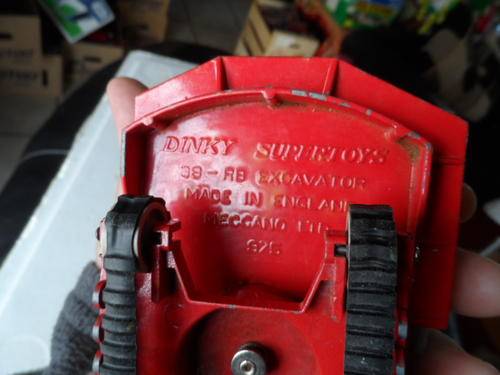 DINKY SUPERTOYS
38-RB EXCAVATOR
MADE IN ENGLAND
MECCANO LTD
975